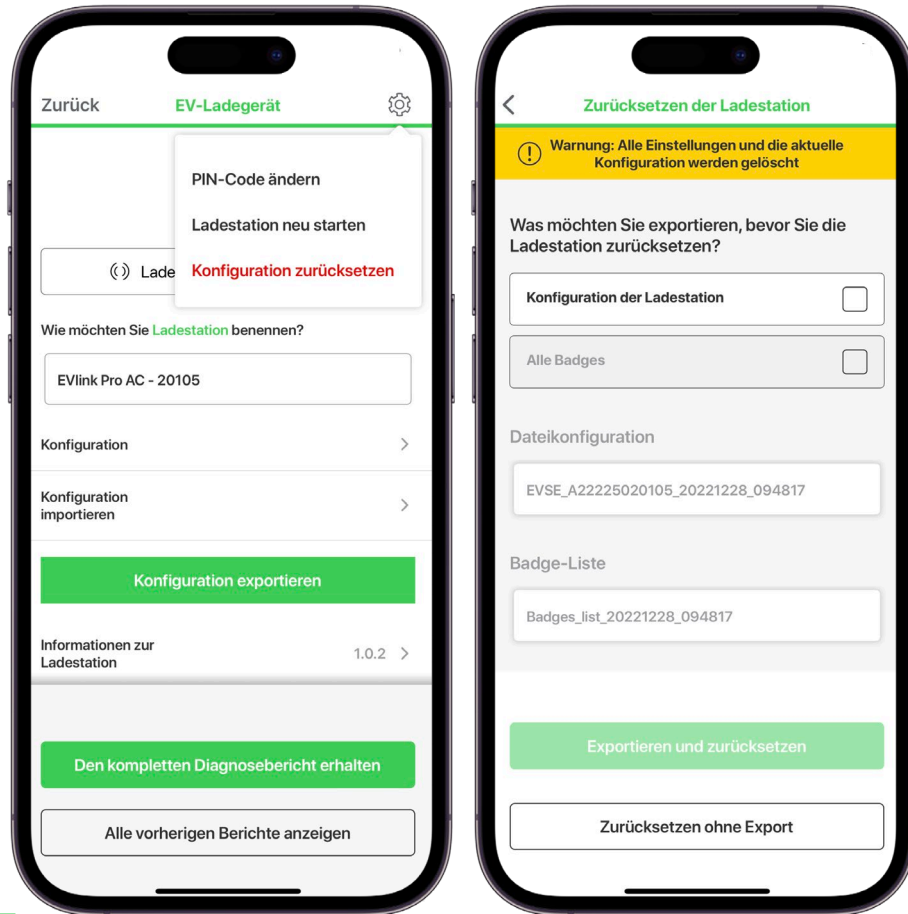 Zurück
EV-Ladegerät
PIN-Code ändern
Ladestation neu starten
Lade
Konfiguration zurücksetzen
Wie möchten Sie Ladestation benennen?
EVlink Pro AC - 20105
Konfiguration
Konfiguration
importieren
Konfiguration exportieren
Informationen zur
Ladestation
1.0.2
Den kompletten Diagnosebericht erhalten
Alle vorherigen Berichte anzeigen
Zurücksetzen der Ladestation
Warnung: Alle Einstellungen und die aktuelle
Konfiguration werden gelöscht
Was möchten Sie exportieren, bevor Sie die
Ladestation zurücksetzen?
Konfiguration der Ladestation
Alle Badges
Dateikonfiguration
EVSE_A22225020105_20221228_094817
Badge-Liste
Badges_list_20221228_094817
Exportieren und zurücksetzen
Zurücksetzen ohne Export